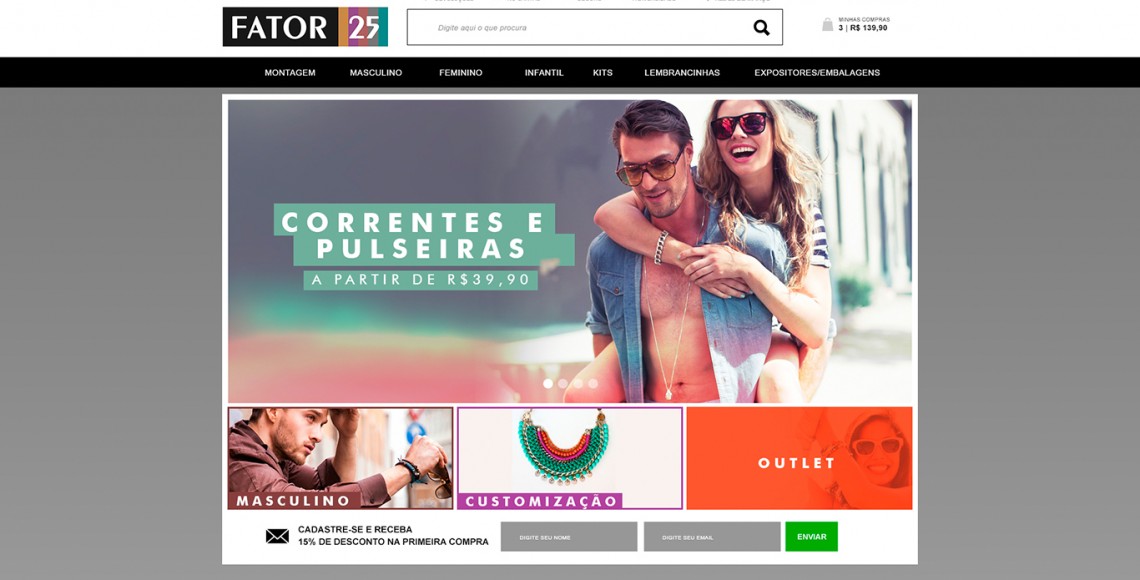 FATOR 25
Digite aqui o que procura
MINHAS COMPRAS
3 | R$ 139,90
MONTAGEM MASCULINO FEMININO INFANTIL KITS LEMBRANCINHAS EXPOSITORES/EMBALAGENS
CORRENTES E
PULSEIRAS
A PARTIR DE R$39,90
MASCULINO
CUSTOMIZAÇÃO
OUTLET
CADASTRE-SE E RECEBA
15% DE DESCONTO NA PRIMEIRA COMPRA
DIGITE SEU NOME
DIGITE SEU EMAIL
ENVIAR